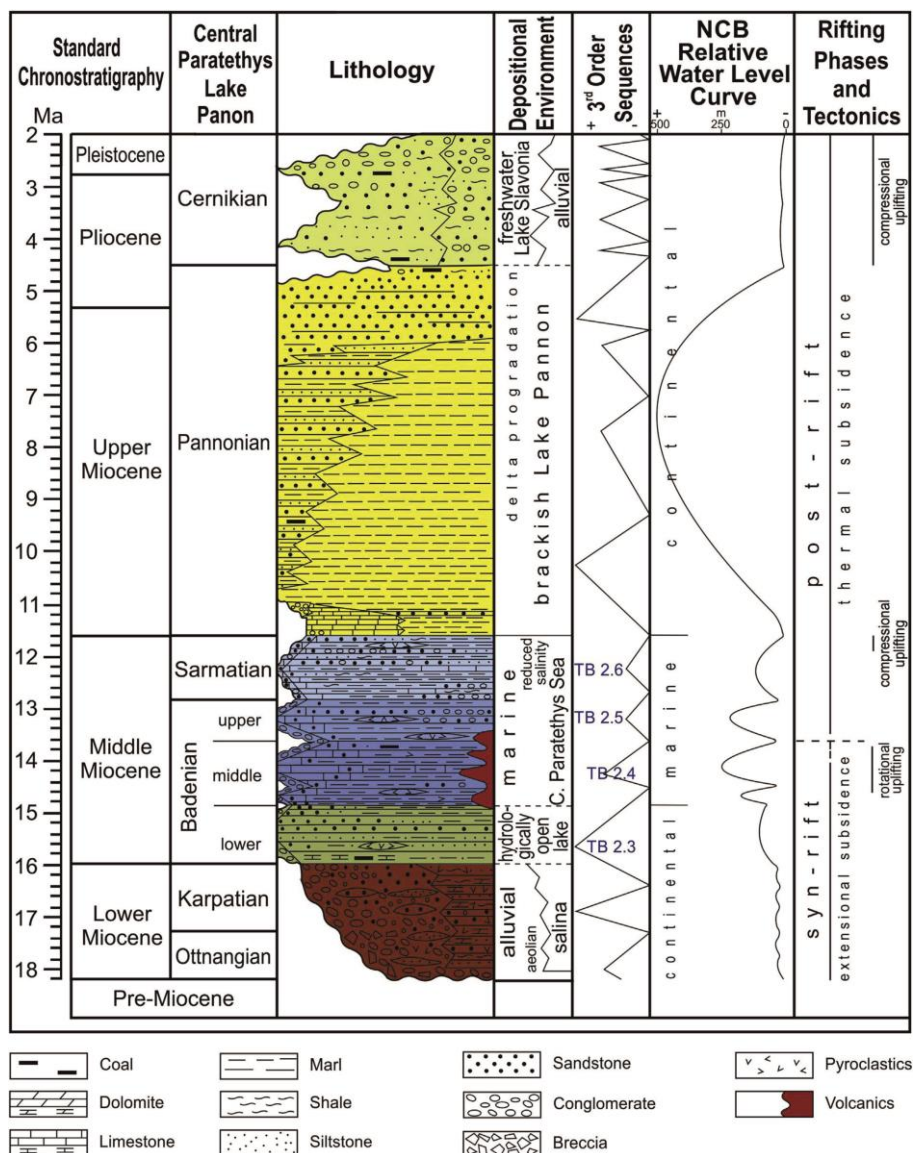 Standard
Chronostratigraphy
Central
Paratethys
Lake
Panon
Lithology
Depositional
Environment
+ 3rd Order -
Sequences
NCB
Relative
Water Level
Curve
+ m -
500 250 0
Rifting
Phases
and
Tectonics
Ma
2
3
4
5
6
7
8
9
10
11
12
13
14
15
16
17
18
Pleistocene
Pliocene
Upper
Miocene
Middle
Miocene
Lower
Miocene
Pre-Miocene
Cernikian
Pannonian
Sarmatian
Badenian
upper
middle
lower
Karpatian
Ottnangian
freshwater
Lake Slavonia
alluvial
delta progradation
brackish Lake Pannon
marine
reduced
salinity
C. Paratethys Sea
hydrolo-
gically
open
lake
alluvial
aeolian
salina
TB 2.6
TB 2.5
TB 2.4
TB 2.3
continental
marine
continental
post-rift
thermal subsidence
syn-rift
extensional subsidence
compressional
uplifting
compressional
uplifting
rotational
uplifting
Coal
Marl
Sandstone
Pyroclastics
Dolomite
Shale
Conglomerate
Volcanics
Limestone
Siltstone
Breccia